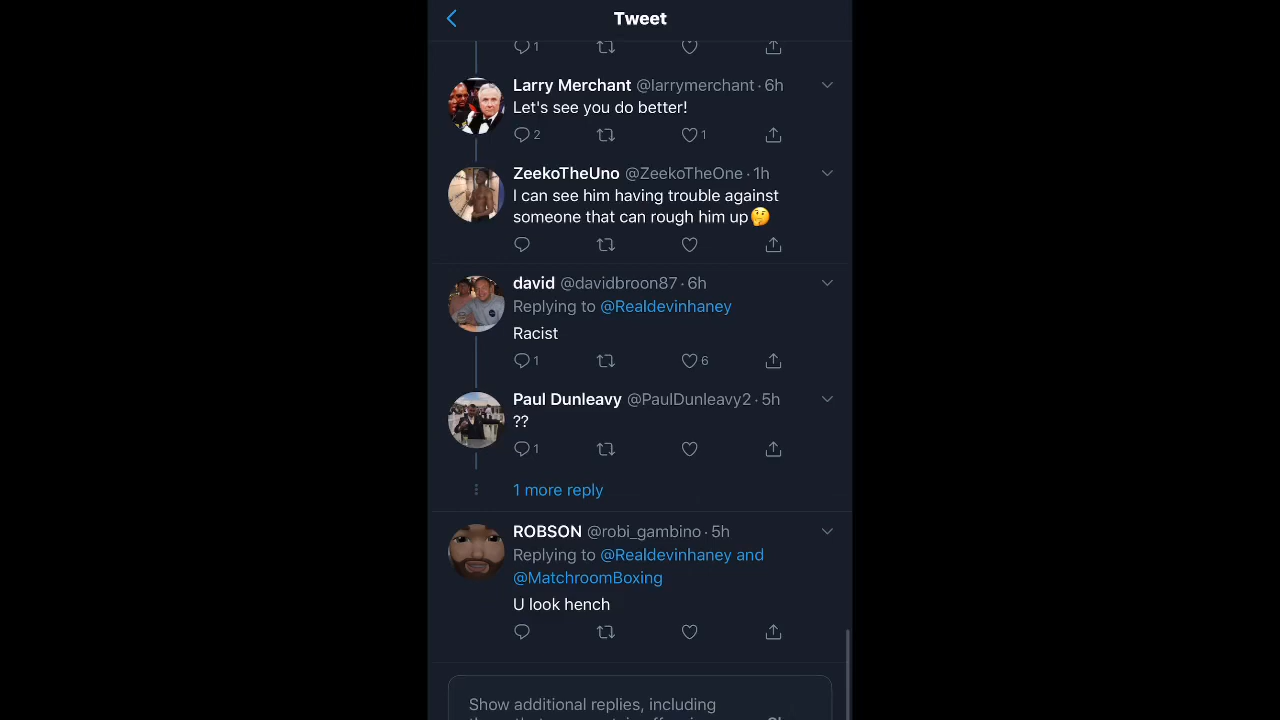 Tweet
1
Larry Merchant @larrymerchant · 6h
Let's see you do better!
2 1
ZeekoTheUno @ZeekoTheOne · 1h
I can see him having trouble against
someone that can rough him up🤔
david @davidbroon87 · 6h
Replying to @Realdevinhaney
Racist
1 6
Paul Dunleavy @PaulDunleavy2 · 5h
??
1
1 more reply
ROBSON @robi_gambino · 5h
Replying to @Realdevinhaney and
@MatchroomBoxing
U look hench
Show additional replies, including